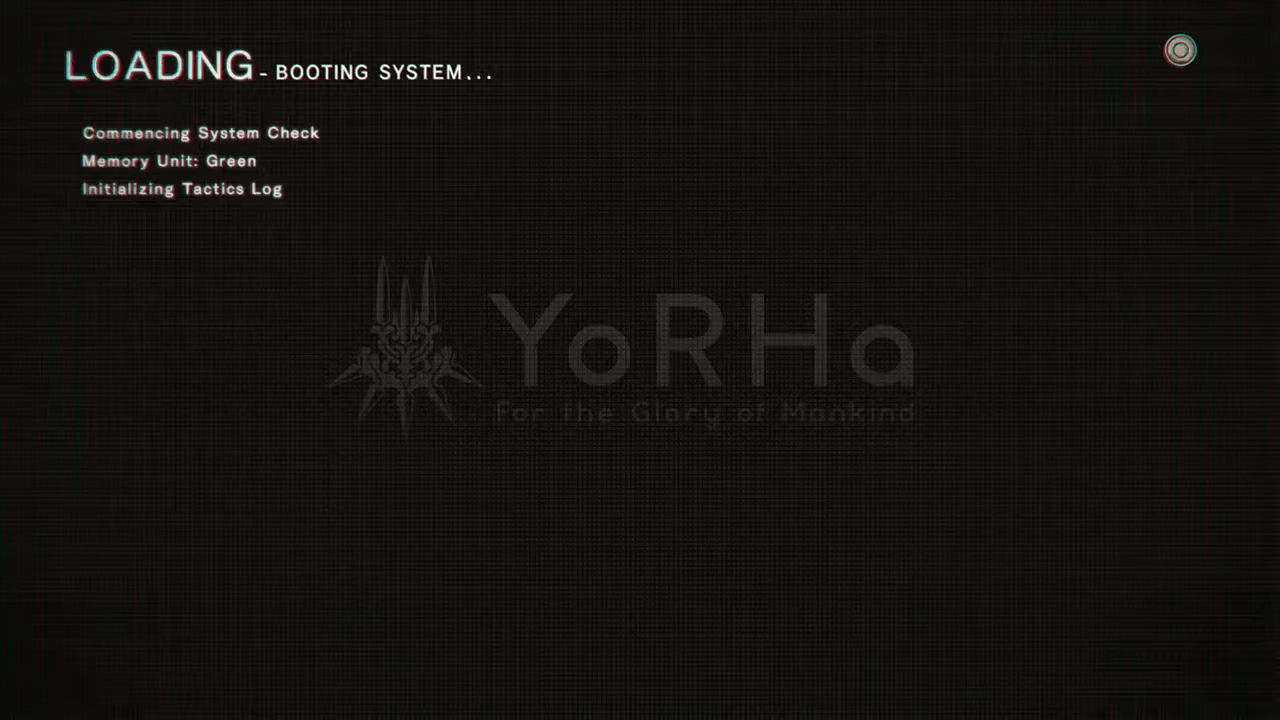 LOADING - BOOTING SYSTEM...
Commencing System Check
Memory Unit: Green
Initializing Tactics Log
YoRHa
For the Glory of Mankind